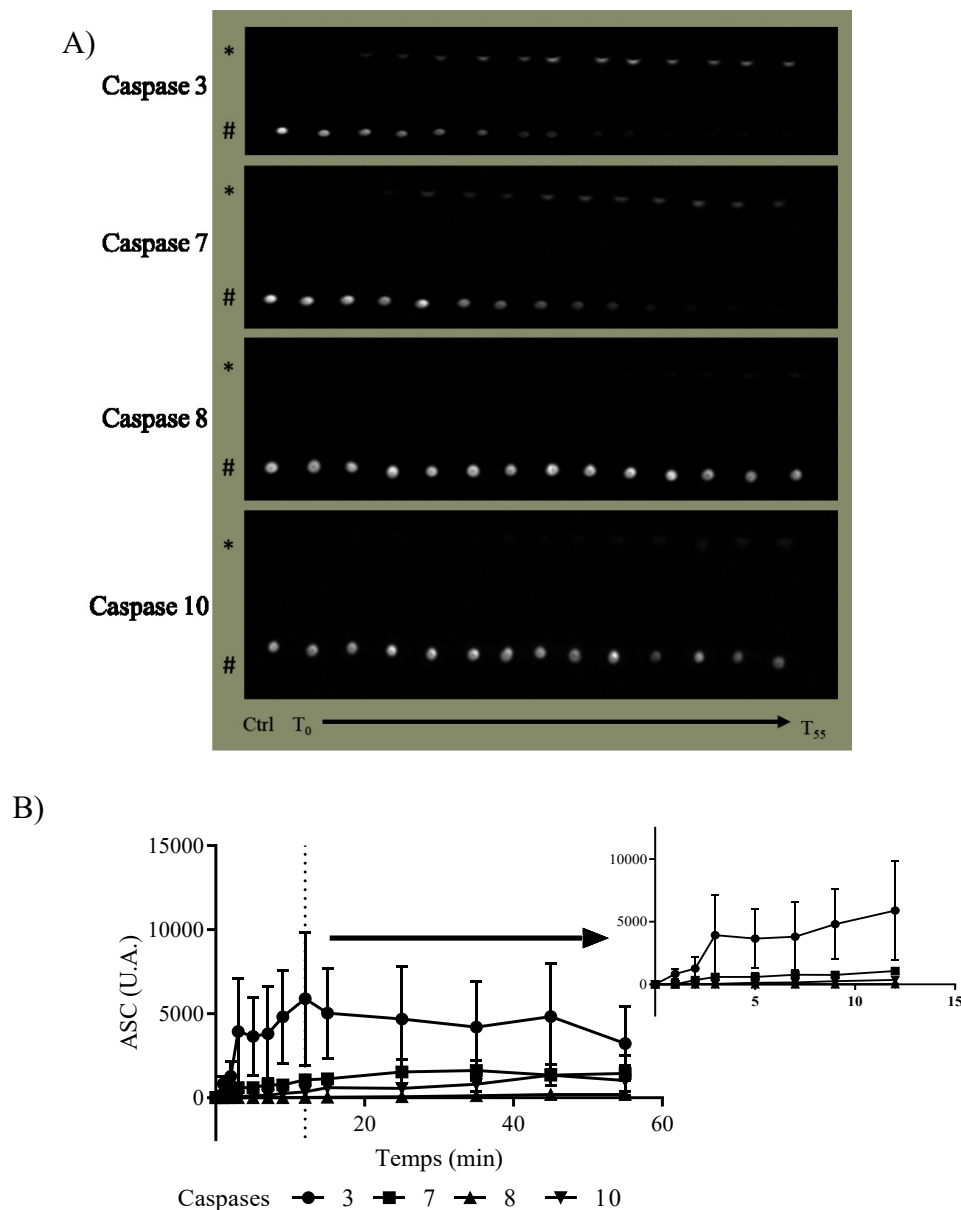 A)
*
Caspase 3
#
*
Caspase 7
#
*
Caspase 8
#
*
Caspase 10
#
Ctrl T0 T55
B)
15000
10000
5000
0
ASC (U.A.)
20 40 60
Temps (min)
10000
5000
0
5 10 15
Caspases 3 7 8 10